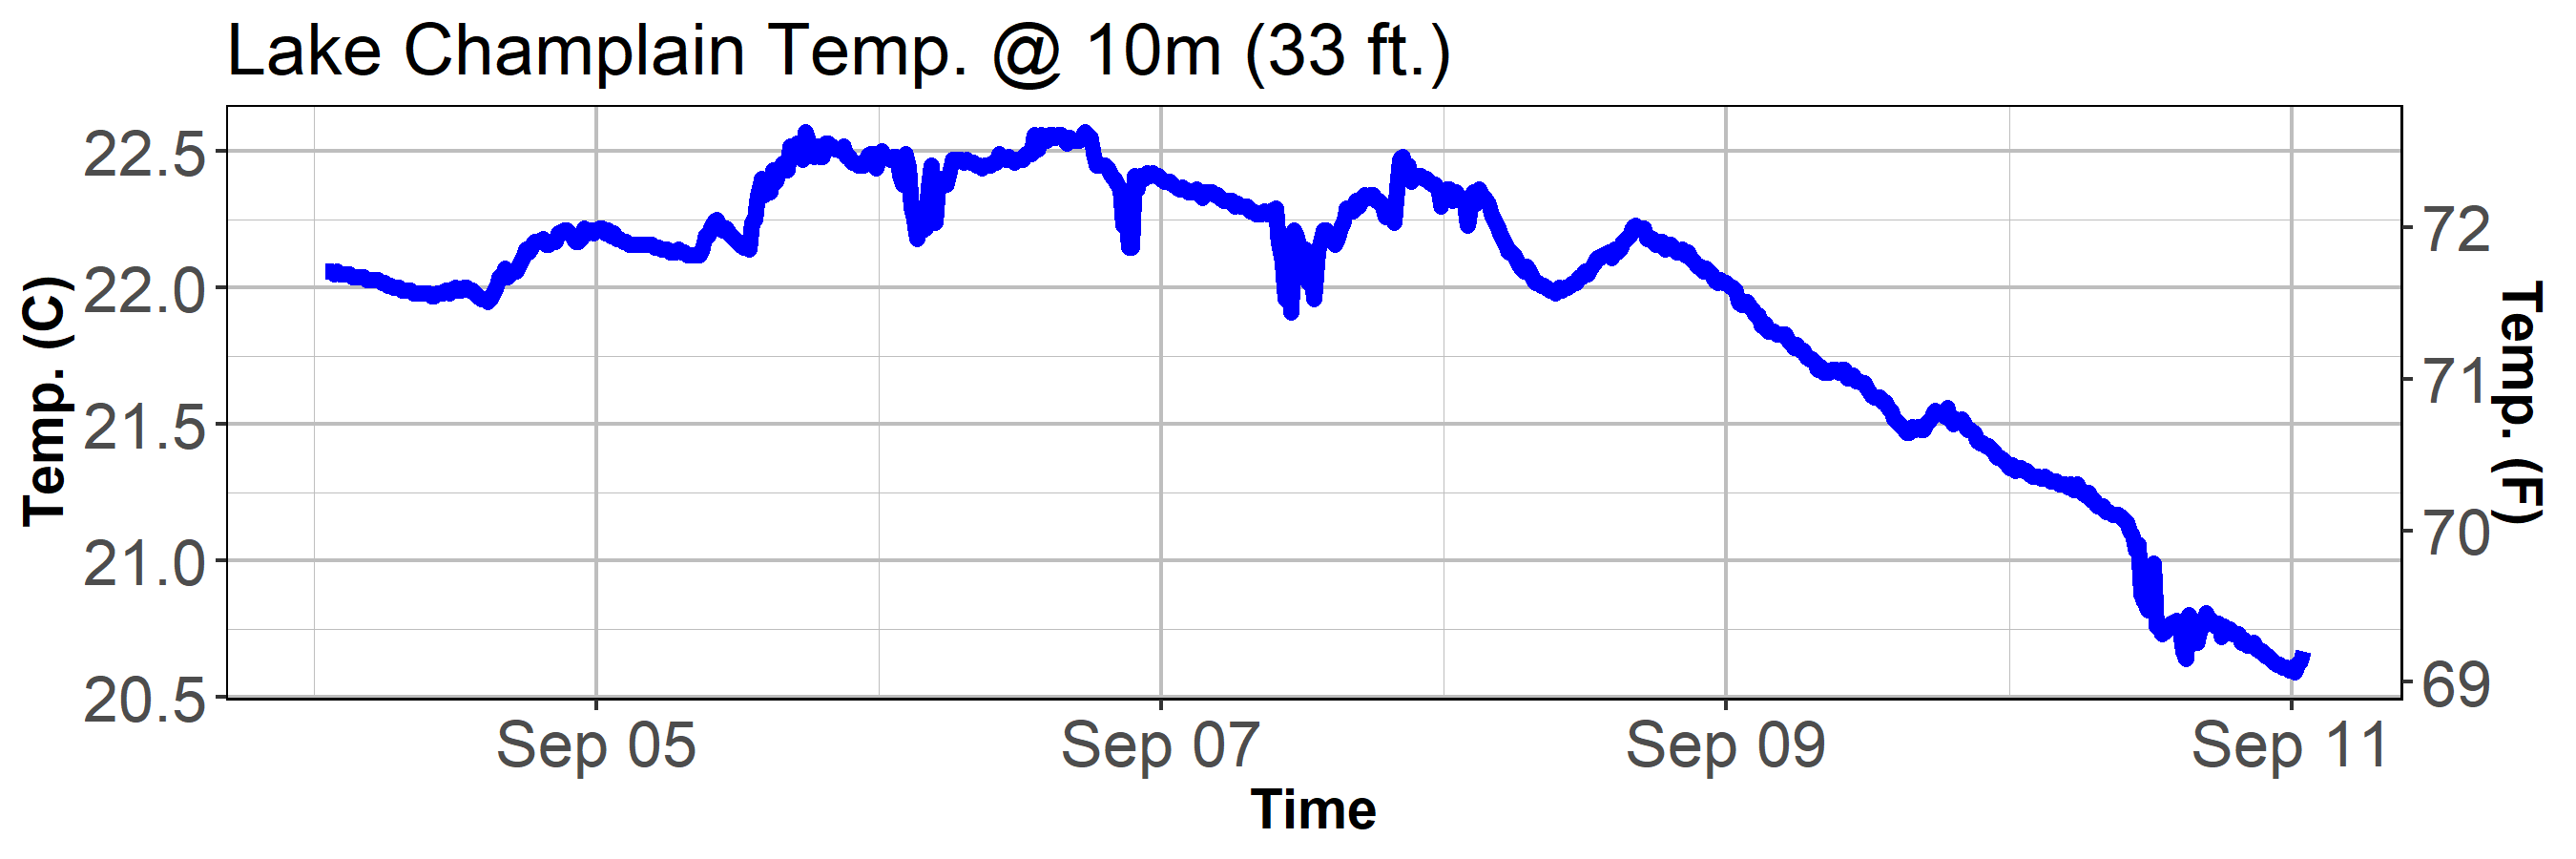 Lake Champlain Temp. @ 10m (33 ft.)
Temp. (C)
22.5
22.0
21.5
21.0
20.5
72
71
70
69
Temp. (F)
Sep 05 Sep 07 Sep 09 Sep 11
Time